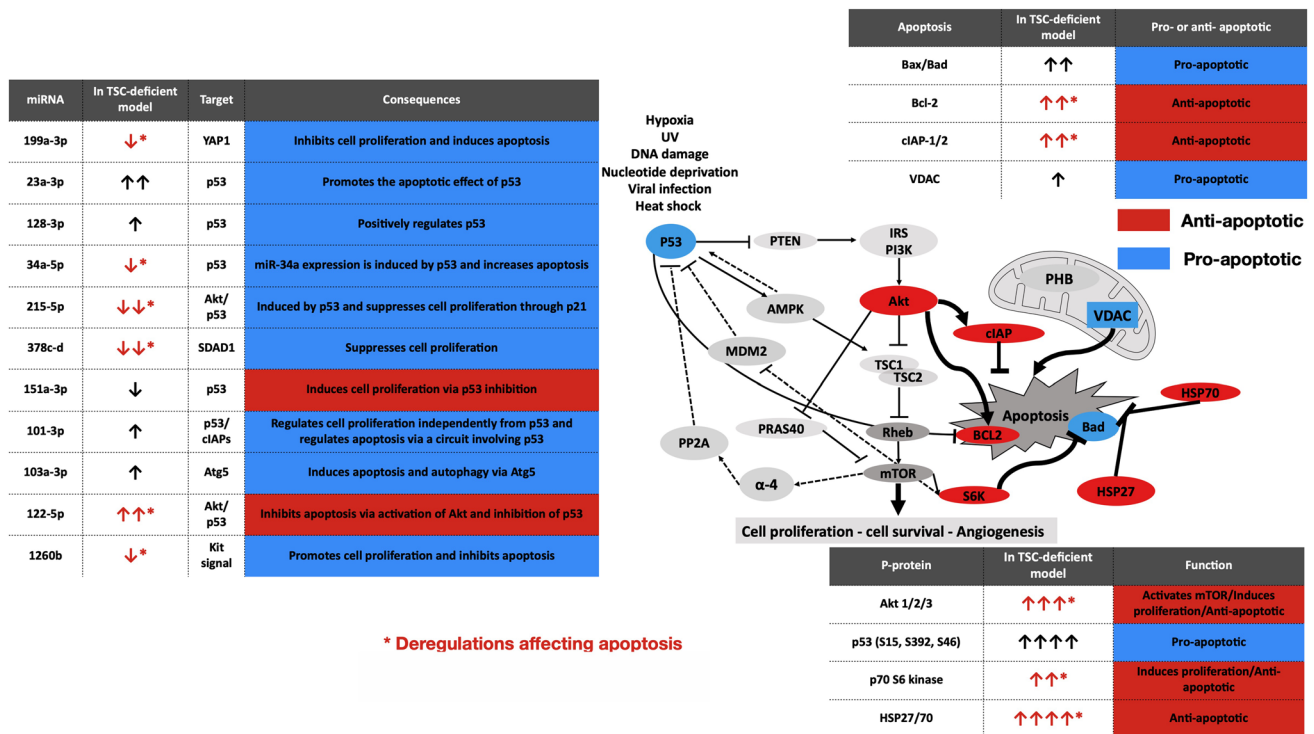 miRNA
In TSC-deficient
model
Target
Consequences
199a-3p
↓*
YAP1
Inhibits cell proliferation and induces apoptosis
23a-3p
↑↑
p53
Promotes the apoptotic effect of p53
128-3p
↑
p53
Positively regulates p53
34a-5p
↓*
p53
miR-34a expression is induced by p53 and increases apoptosis
215-5p
↓↓*
Akt/
p53
Induced by p53 and suppresses cell proliferation through p21
378c-d
↓↓*
SDAD1
Suppresses cell proliferation
151a-3p
↓
p53
Induces cell proliferation via p53 inhibition
101-3p
↑
p53/
cIAPs
Regulates cell proliferation independently from p53 and
regulates apoptosis via a circuit involving p53
103a-3p
↑
Atg5
Induces apoptosis and autophagy via Atg5
122-5p
↑↑*
Akt/
p53
Inhibits apoptosis via activation of Akt and inhibition of p53
1260b
↓*
Kit
signal
Promotes cell proliferation and inhibits apoptosis
* Deregulations affecting apoptosis
Hypoxia
UV
DNA damage
Nucleotide deprivation
Viral infection
Heat shock
P53
PTEN
IRS
PI3K
AMPK
Akt
cIAP
PHB
VDAC
MDM2
TSC1
TSC2
Apoptosis
HSP70
PRAS40
Rheb
BCL2
Bad
PP2A
mTOR
α-4
S6K
HSP27
Cell proliferation - cell survival - Angiogenesis
Apoptosis
In TSC-deficient
model
Pro- or anti- apoptotic
Bax/Bad
↑↑
Pro-apoptotic
Bcl-2
↑↑*
Anti-apoptotic
cIAP-1/2
↑↑*
Anti-apoptotic
VDAC
↑
Pro-apoptotic
Anti-apoptotic
Pro-apoptotic
P-protein
In TSC-deficient
model
Function
Akt 1/2/3
↑↑↑*
Activates mTOR/Induces
proliferation/Anti-apoptotic
p53 (S15, S392, S46)
↑↑↑↑
Pro-apoptotic
p70 S6 kinase
↑↑*
Induces proliferation/Anti-
apoptotic
HSP27/70
↑↑↑↑*
Anti-apoptotic